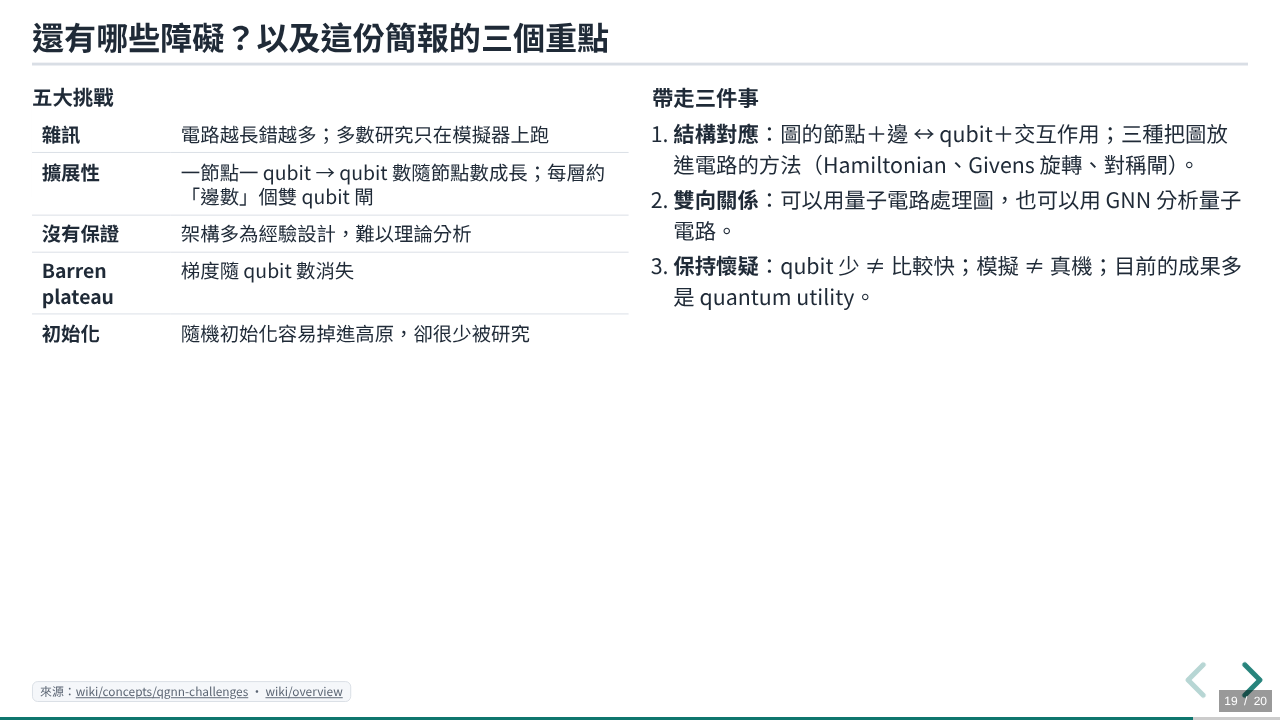 還有哪些障礙？以及這份簡報的三個重點
五大挑戰
雜訊 電路越長錯越多；多數研究只在模擬器上跑
擴展性 一節點一 qubit → qubit 數隨節點數成長；每層約
「邊數」個雙 qubit 閘
沒有保證 架構多為經驗設計，難以理論分析
Barren 梯度隨 qubit 數消失
plateau
初始化 隨機初始化容易掉進高原，卻很少被研究
帶走三件事
1. 結構對應：圖的節點＋邊 ↔ qubit＋交互作用；三種把圖放
進電路的方法（Hamiltonian、Givens 旋轉、對稱閘）。
2. 雙向關係：可以用量子電路處理圖，也可以用 GNN 分析量子
電路。
3. 保持懷疑：qubit 少 ≠ 比較快；模擬 ≠ 真機；目前的成果多
是 quantum utility。
來源：wiki/concepts/qgnn-challenges · wiki/overview
19 / 20